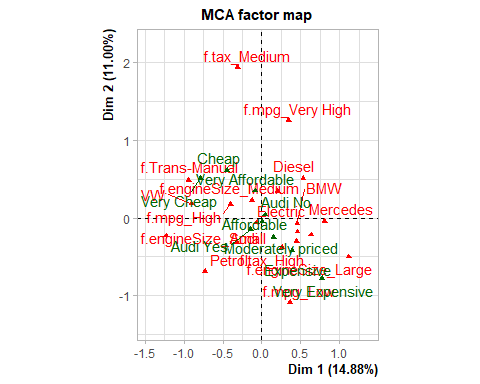 MCA factor map
Dim 2 (11.00%)
2
1
0
-1
f.tax_Medium
f.mpg_Very High
Cheap
f.Trans-Manual
Diesel
Very Affordable
VW
f.engineSize_Medium
BMW
Very Cheap
Audi No
f.mpg_High
Electric
Mercedes
Affordable
f.engineSize_Small
Audi
Audi Yes
Moderately priced
Petrol
f.tax_High
f.engineSize_Large
Expensive
f.mpg_Low
Very Expensive
-1.5 -1.0 -0.5 0.0 0.5 1.0
Dim 1 (14.88%)